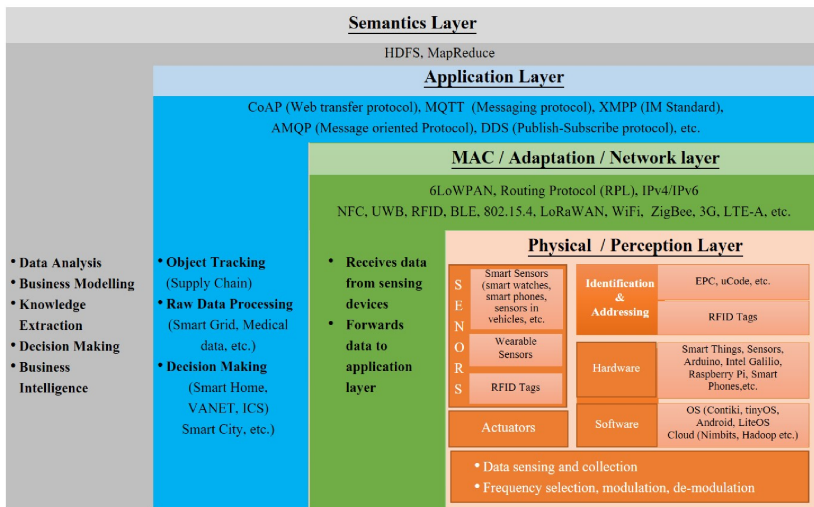 Semantics Layer
HDFS, MapReduce
Application Layer
CoAP (Web transfer protocol), MQTT (Messaging protocol), XMPP (IM Standard),
AMQP (Message oriented Protocol), DDS (Publish-Subscribe protocol), etc.
MAC / Adaptation / Network layer
6LoWPAN, Routing Protocol (RPL), IPv4/IPv6
NFC, UWB, RFID, BLE, 802.15.4, LoRaWAN, WiFi, ZigBee, 3G, LTE-A, etc.
• Data Analysis
• Business Modelling
• Knowledge
Extraction
• Decision Making
• Business
Intelligence
• Object Tracking
(Supply Chain)
• Raw Data Processing
(Smart Grid, Medical
data, etc.)
• Decision Making
(Smart Home,
VANET, ICS)
Smart City, etc.)
• Receives data
from sensing
devices
• Forwards
data to
application
layer
Physical / Perception Layer
S
E
N
O
R
S
Smart Sensors
(smart watches,
smart phones,
sensors in
vehicles, etc.
Wearable
Sensors
RFID Tags
Actuators
Identification
&
Addressing
EPC, uCode, etc.
RFID Tags
Hardware
Smart Things, Sensors,
Arduino, Intel Galilio,
Raspberry Pi, Smart
Phones,etc.
Software
OS (Contiki, tinyOS,
Android, LiteOS
Cloud (Nimbits, Hadoop etc.)
• Data sensing and collection
• Frequency selection, modulation, de-modulation